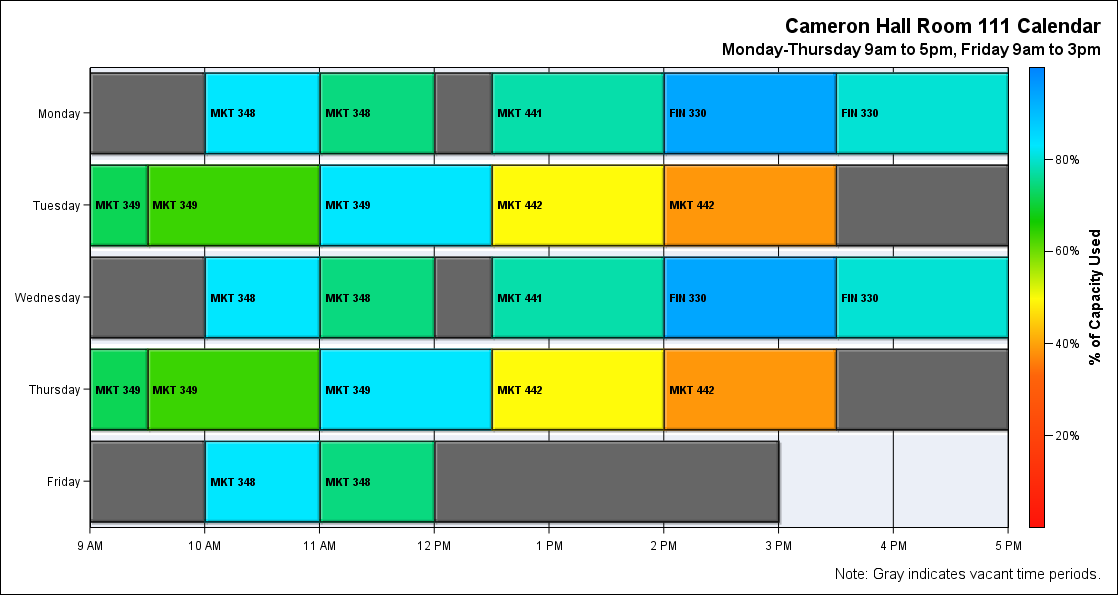 Cameron Hall Room 111 Calendar
Monday-Thursday 9am to 5pm, Friday 9am to 3pm
Monday
MKT 348
MKT 348
MKT 441
FIN 330
FIN 330
Tuesday
MKT 349
MKT 349
MKT 349
MKT 442
MKT 442
Wednesday
MKT 348
MKT 348
MKT 441
FIN 330
FIN 330
Thursday
MKT 349
MKT 349
MKT 349
MKT 442
MKT 442
Friday
MKT 348
MKT 348
9 AM
10 AM
11 AM
12 PM
1 PM
2 PM
3 PM
4 PM
5 PM
80%
60%
40%
20%
% of Capacity Used
Note: Gray indicates vacant time periods.